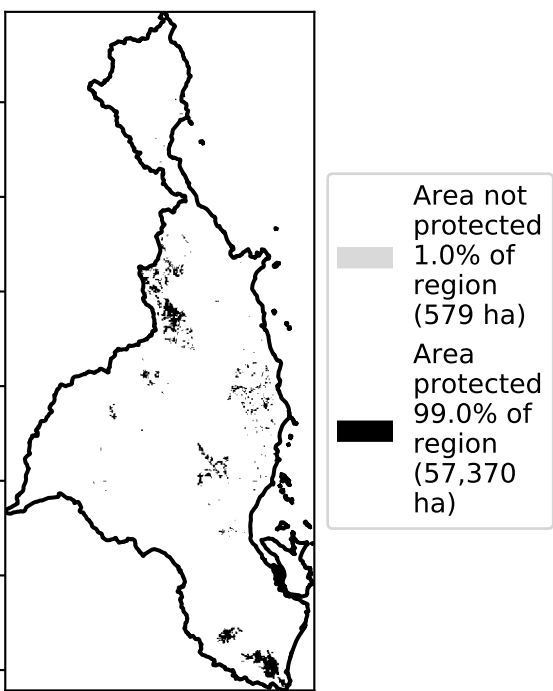 Area not
protected
1.0% of
region
(579 ha)
Area
protected
99.0% of
region
(57,370
ha)